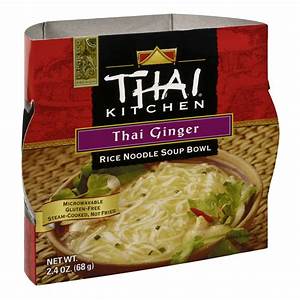 THAI
KITCHEN
Thai Ginger
RICE NOODLE SOUP BOWL
MICROWAVABLE
GLUTEN-FREE
STEAM-COOKED, NOT FRIED
NET WT.
2.4 OZ. (68 g)